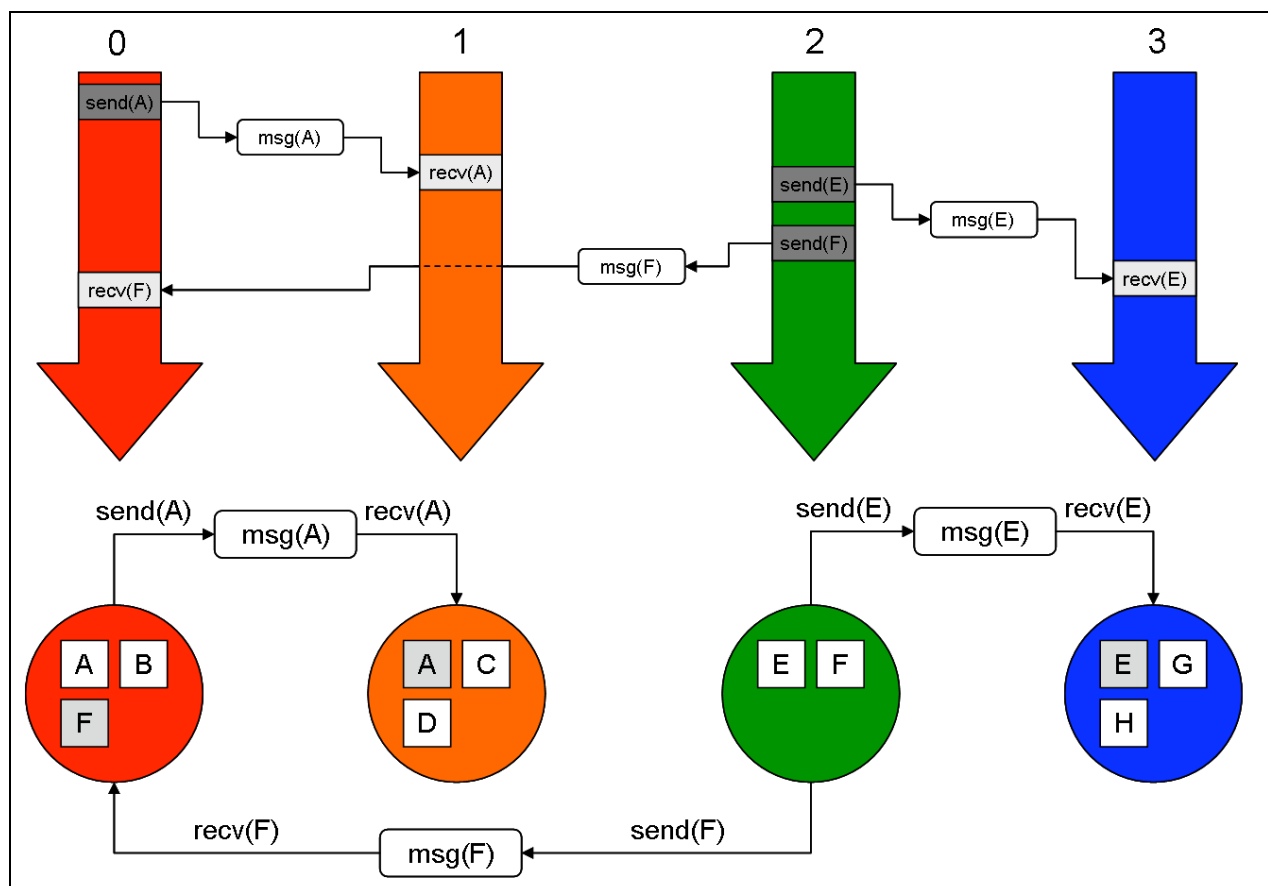 0 1 2 3
send(A)
msg(A)
recv(A)
send(E)
msg(E)
send(F)
msg(F)
recv(E)
recv(F)
send(A) recv(A) send(E) recv(E)
msg(A) msg(E)
A B A C E F E G
F D H
recv(F) send(F)
msg(F)